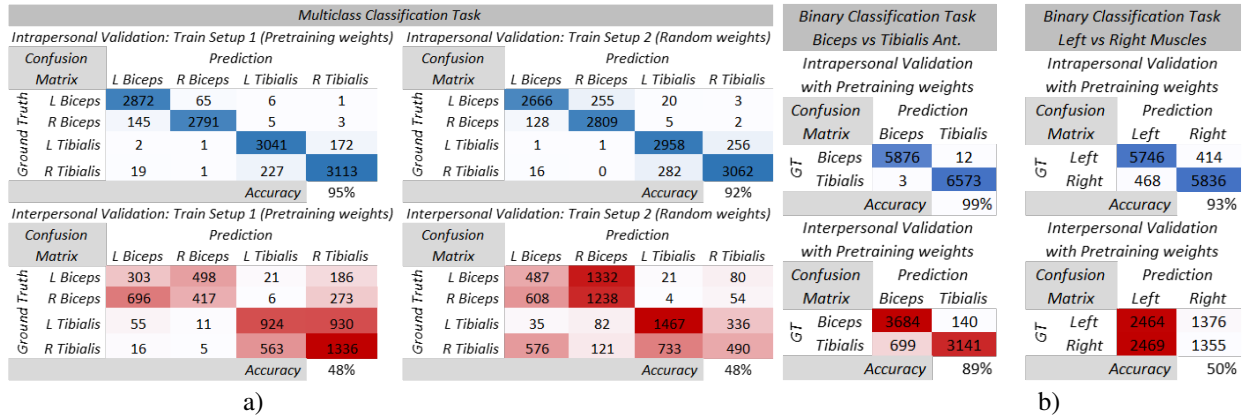 Multiclass Classification Task
Intrapersonal Validation: Train Setup 1 (Pretraining weights)
Confusion Matrix
Prediction
L Biceps R Biceps L Tibialis R Tibialis
Ground Truth
L Biceps 2872 65 6 1
R Biceps 145 2791 5 3
L Tibialis 2 1 3041 172
R Tibialis 19 1 227 3113
Accuracy 95%
Intrapersonal Validation: Train Setup 2 (Random weights)
Confusion Matrix
Prediction
L Biceps R Biceps L Tibialis R Tibialis
Ground Truth
L Biceps 2666 255 20 3
R Biceps 128 2809 5 2
L Tibialis 1 1 2958 256
R Tibialis 16 0 282 3062
Accuracy 92%
Interpersonal Validation: Train Setup 1 (Pretraining weights)
Confusion Matrix
Prediction
L Biceps R Biceps L Tibialis R Tibialis
Ground Truth
L Biceps 303 498 21 186
R Biceps 696 417 6 273
L Tibialis 55 11 924 930
R Tibialis 16 5 563 1336
Accuracy 48%
Interpersonal Validation: Train Setup 2 (Random weights)
Confusion Matrix
Prediction
L Biceps R Biceps L Tibialis R Tibialis
Ground Truth
L Biceps 487 1332 21 80
R Biceps 608 1238 4 54
L Tibialis 35 82 1467 336
R Tibialis 576 121 733 490
Accuracy 48%
a)
Binary Classification Task
Biceps vs Tibialis Ant.
Intrapersonal Validation
with Pretraining weights
Confusion Matrix
Prediction
Biceps Tibialis
GT
Biceps 5876 12
Tibialis 3 6573
Accuracy 99%
Interpersonal Validation
with Pretraining weights
Confusion Matrix
Prediction
Biceps Tibialis
GT
Biceps 3684 140
Tibialis 699 3141
Accuracy 89%
Binary Classification Task
Left vs Right Muscles
Intrapersonal Validation
with Pretraining weights
Confusion Matrix
Prediction
Left Right
GT
Left 5746 414
Right 468 5836
Accuracy 93%
Interpersonal Validation
with Pretraining weights
Confusion Matrix
Prediction
Left Right
GT
Left 2464 1376
Right 2469 1355
Accuracy 50%
b)